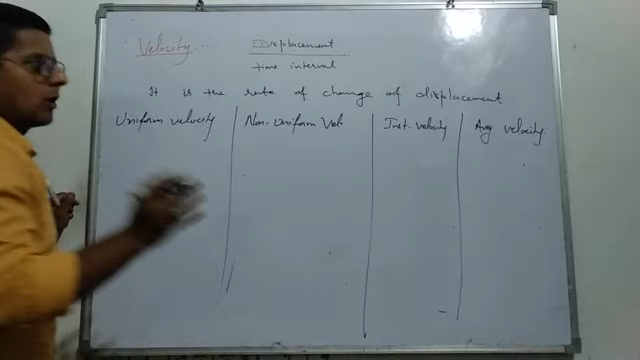 Velocity...
Displacement
time interval
It is the rate of change of displacement
Uniform velocity
Non-Uniform Vel.
Inst. velocity
Avg velocity.